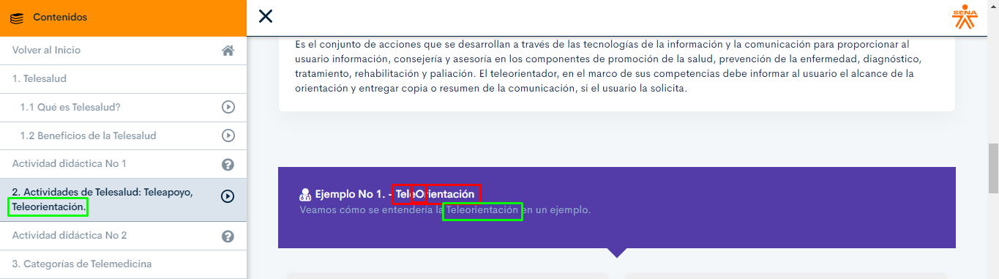 Contenidos
SENA
Volver al Inicio
1. Telesalud
1.1 Qué es Telesalud?
1.2 Beneficios de la Telesalud
Actividad didáctica No 1
2. Actividades de Telesalud: Teleapoyo,
Teleorientación.
Actividad didáctica No 2
3. Categorías de Telemedicina
Es el conjunto de acciones que se desarrollan a través de las tecnologías de la información y la comunicación para proporcionar al
usuario información, consejería y asesoría en los componentes de promoción de la salud, prevención de la enfermedad, diagnóstico,
tratamiento, rehabilitación y paliación. El teleorientador, en el marco de sus competencias debe informar al usuario el alcance de la
orientación y entregar copia o resumen de la comunicación, si el usuario la solicita.
Ejemplo No 1. - TeleOrientación
Veamos cómo se entendería la Teleorientación en un ejemplo.